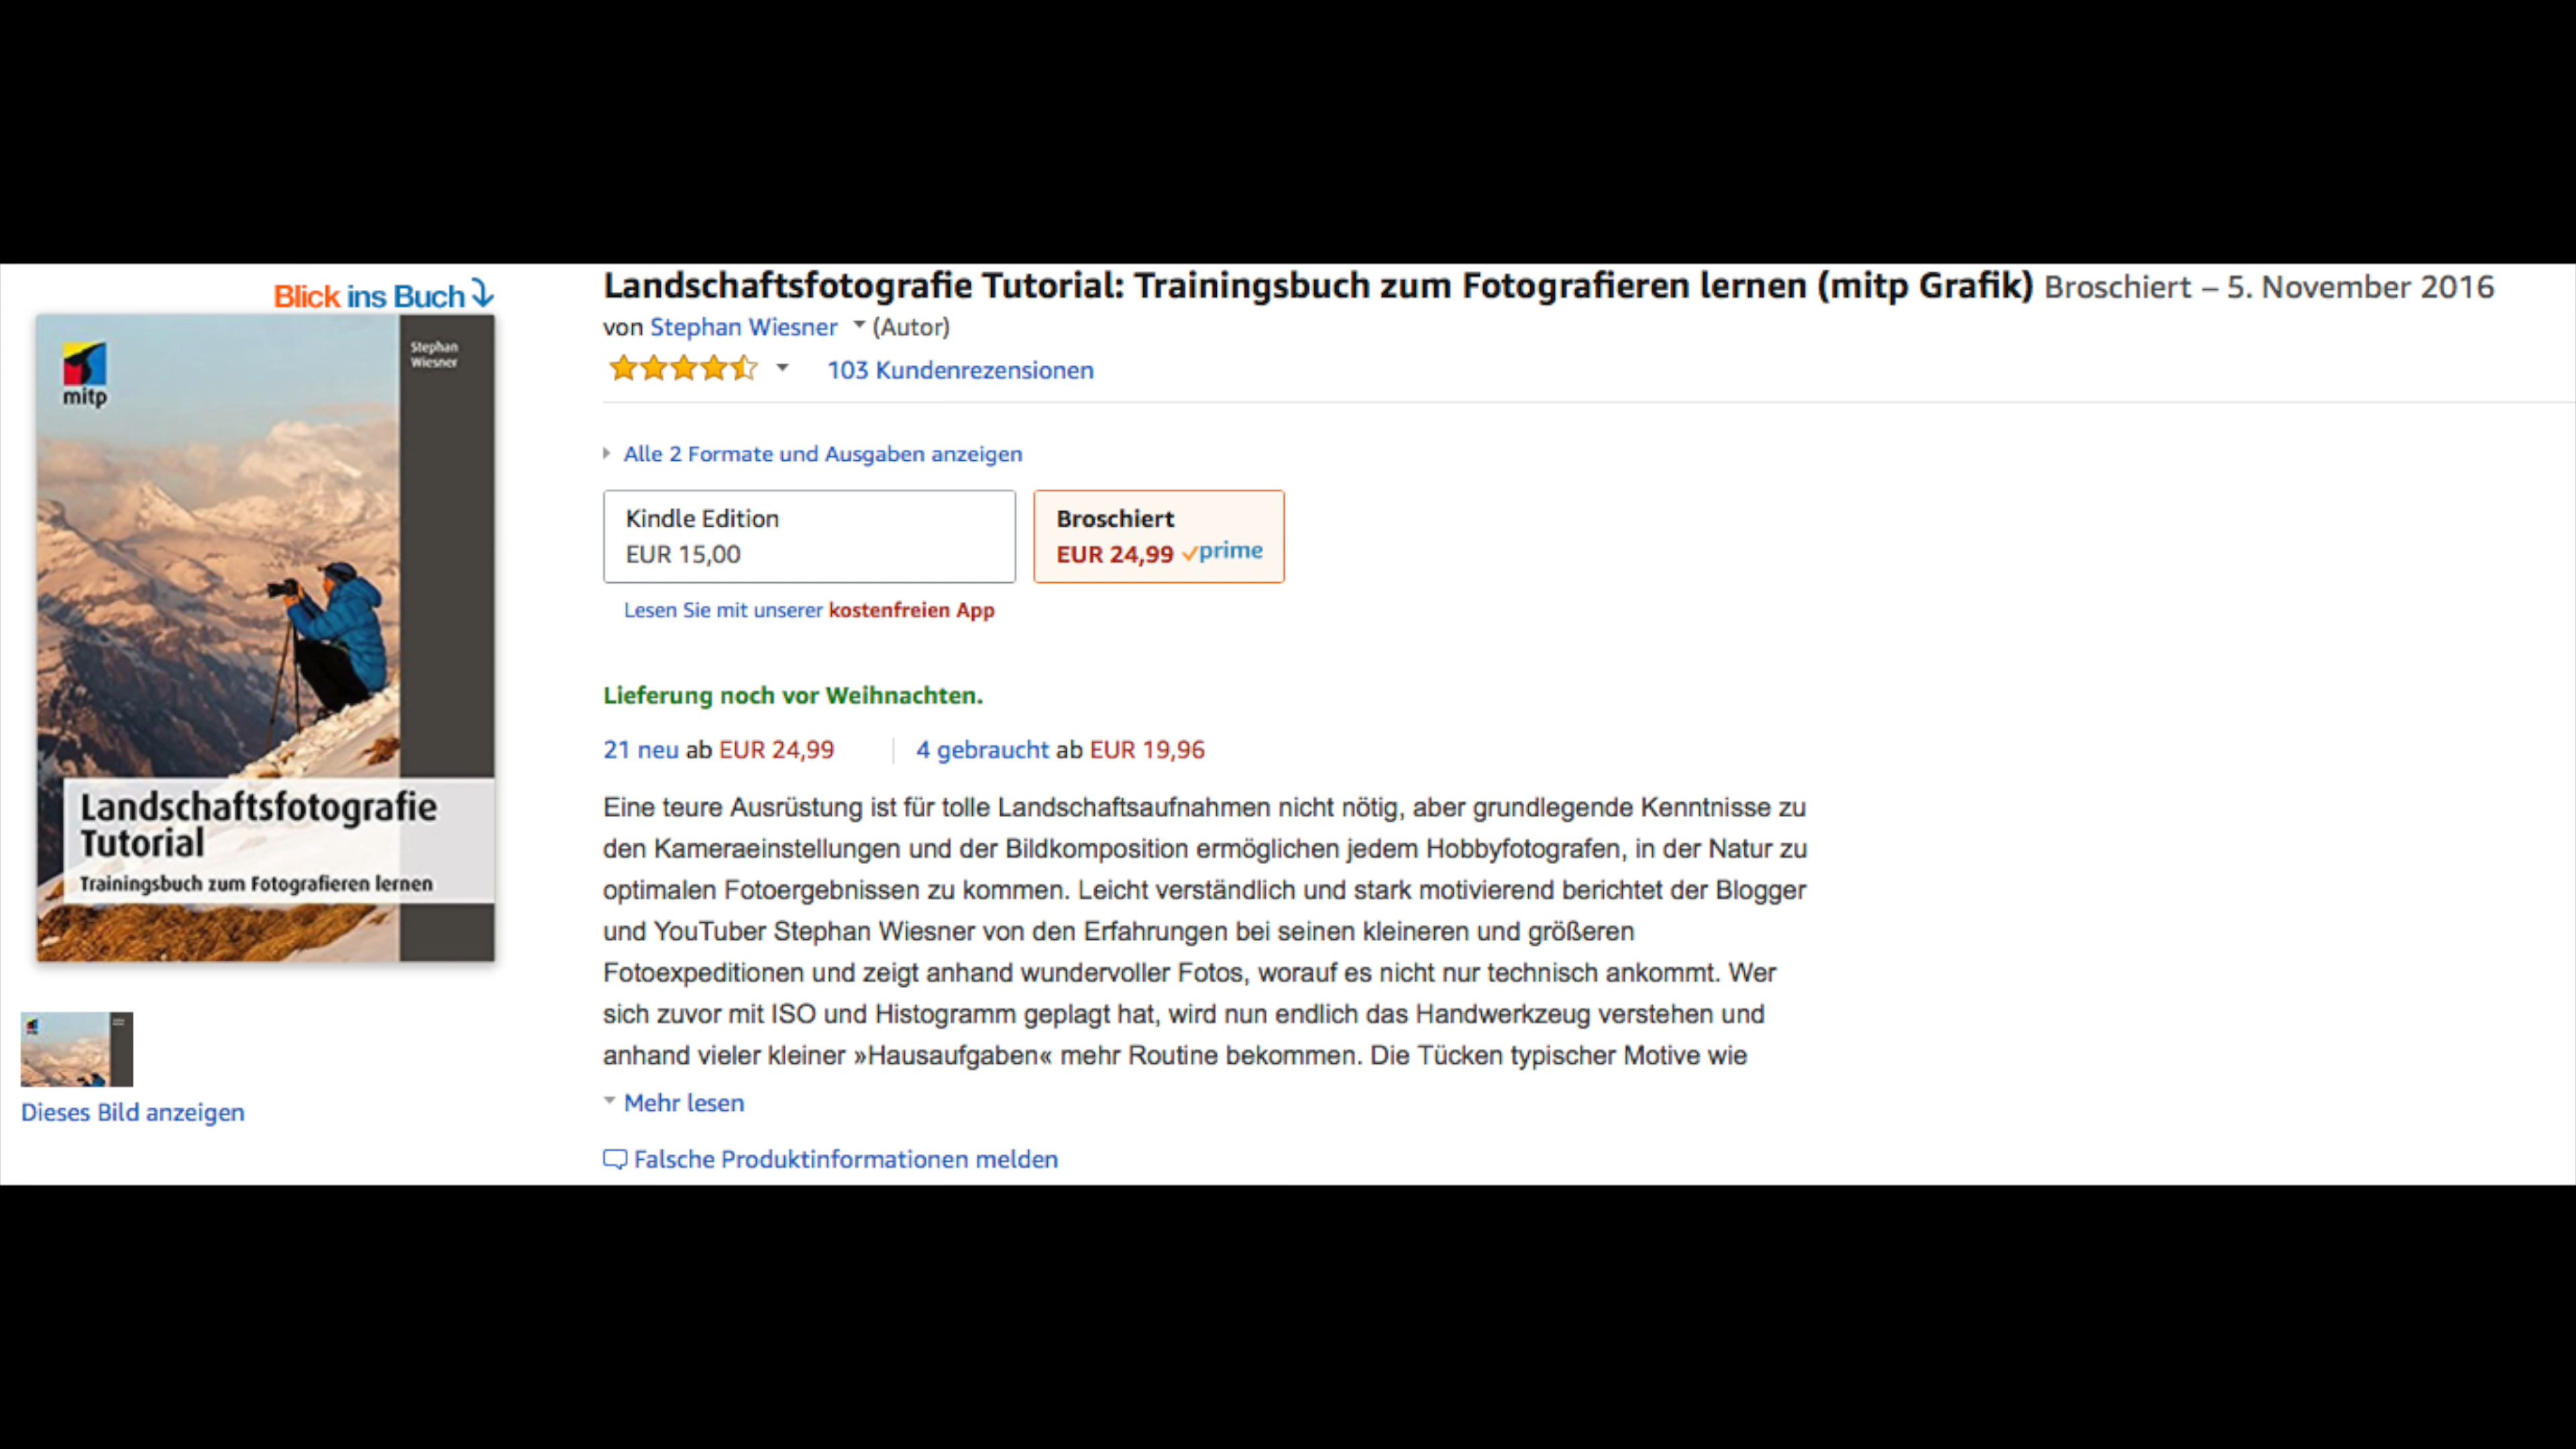 Blick ins Buch
mitp
Stephan
Wiesner
Landschaftsfotografie
Tutorial
Trainingsbuch zum Fotografieren lernen
Dieses Bild anzeigen
Landschaftsfotografie Tutorial: Trainingsbuch zum Fotografieren lernen (mitp Grafik) Broschiert – 5. November 2016
von Stephan Wiesner (Autor)
103 Kundenrezensionen
Alle 2 Formate und Ausgaben anzeigen
Kindle Edition
EUR 15,00
Broschiert
EUR 24,99 prime
Lesen Sie mit unserer kostenfreien App
Lieferung noch vor Weihnachten.
21 neu ab EUR 24,99 | 4 gebraucht ab EUR 19,96
Eine teure Ausrüstung ist für tolle Landschaftsaufnahmen nicht nötig, aber grundlegende Kenntnisse zu
den Kameraeinstellungen und der Bildkomposition ermöglichen jedem Hobbyfotografen, in der Natur zu
optimalen Fotoergebnissen zu kommen. Leicht verständlich und stark motivierend berichtet der Blogger
und YouTuber Stephan Wiesner von den Erfahrungen bei seinen kleineren und größeren
Fotoexpeditionen und zeigt anhand wundervoller Fotos, worauf es nicht nur technisch ankommt. Wer
sich zuvor mit ISO und Histogramm geplagt hat, wird nun endlich das Handwerkzeug verstehen und
anhand vieler kleiner »Hausaufgaben« mehr Routine bekommen. Die Tücken typischer Motive wie
Mehr lesen
Falsche Produktinformationen melden